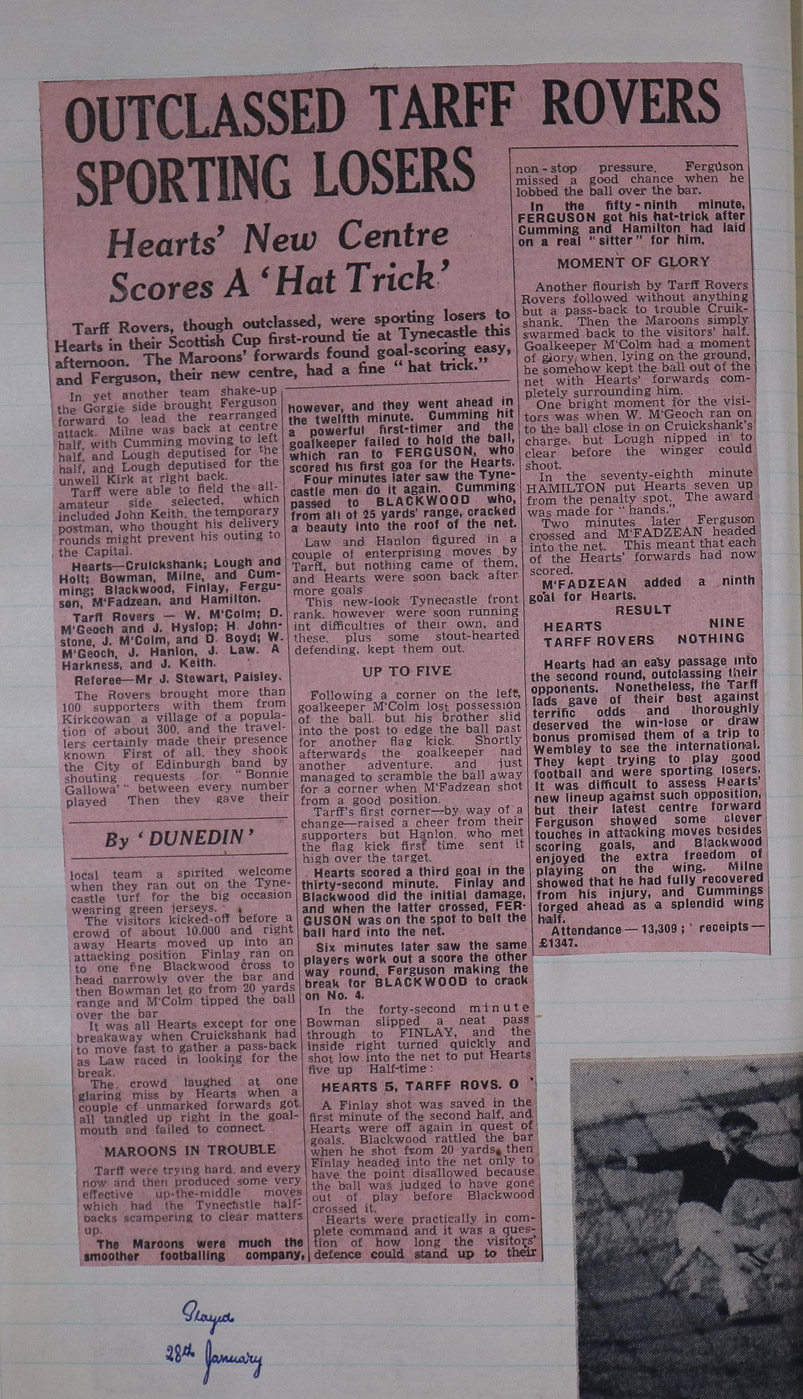 OUTCLASSED TARFF ROVERS
SPORTING LOSERS
Hearts' New Centre
Scores A 'Hat Trick'
Tarff Rovers, though outclassed, were sporting losers to
Hearts in their Scottish Cup first-round tie at Tynecastle this
afternoon. The Maroons' forwards found goal-scoring easy,
and Ferguson, their new centre, had a fine "hat trick."
In yet another team shake-up
the Gorgie side brought Ferguson
forward to lead the rearranged
attack. Milne was back at centre
half, with Cumming moving to left
half, and Lough deputised for the
half, and Lough deputised for the
unwell Kirk at right back.
Tarff were able to field the all-
amateur side selected, which
included John Keith, the temporary
postman, who thought his delivery
rounds might prevent his outing to
the Capital.
Hearts—Cruickshank; Lough and
Holt; Bowman, Milne, and Cum-
ming; Blackwood, Finlay, Fergu-
son, M'Fadzean, and Hamilton.
Tarff Rovers — W. M'Colm; D.
M'Geoch and J. Hyslop; H. John-
stone, J. M'Colm, and D. Boyd; W.
M'Geoch, J. Hanlon, J. Law. A
Harkness, and J. Keith.
Referee—Mr J. Stewart, Paisley.
The Rovers brought more than
100 supporters with them from
Kirkcowan a village of a popula-
tion of about 300, and the travel-
lers certainly made their presence
known First of all, they shook
the City of Edinburgh band by
shouting requests for "Bonnie
Gallowa'" between every number
played Then they gave their
By 'DUNEDIN'
local team a spirited welcome
when they ran out on the Tyne-
castle turf for the big occasion
wearing green jerseys.
The visitors kicked-off before a
crowd of about 10,000 and right
away Hearts moved up into an
attacking position Finlay ran on
to one fine Blackwood cross to
head narrowly over the bar and
then Bowman let go from 20 yards
range and M'Colm tipped the ball
over the bar
It was all Hearts except for one
breakaway when Cruickshank had
to move fast to gather a pass-back
as Law raced in looking for the
break.
The crowd laughed at one
glaring miss by Hearts when a
couple of unmarked forwards got
all tangled up right in the goal-
mouth and failed to connect.
MAROONS IN TROUBLE
Tarff were trying hard, and every
now and then produced some very
effective up-the-middle moves
which had the Tynecstle half-
backs scampering to clear matters
up.
The Maroons were much the
smoother footballing company,
however, and they went ahead in
the twelfth minute. Cumming hit
a powerful first-timer and the
goalkeeper failed to hold the ball,
which ran to FERGUSON, who
scored his first goa for the Hearts.
Four minutes later saw the Tyne-
castle men do it again. Cumming
passed to BLACKWOOD who,
from all of 25 yards' range, cracked
a beauty into the roof of the net.
Law and Hanlon figured in a
couple of enterprising moves by
Tarff, but nothing came of them,
and Hearts were soon back after
more goals
This new-look Tynecastle front
rank, however were soon running
int difficulties of their own, and
these, plus some stout-hearted
defending, kept them out.
UP TO FIVE
Following a corner on the left,
goalkeeper M'Colm lost possession
of the ball, but his brother slid
into the post to edge the ball past
for another flag kick. Shortly
afterwards the goalkeeper had
another adventure, and just
managed to scramble the ball away
for a corner when M'Fadzean shot
from a good position.
Tarff's first corner—by way of a
change—raised a cheer from their
supporters but Hanlon, who met
the flag kick first time sent it
high over the target.
Hearts scored a third goal in the
thirty-second minute. Finlay and
Blackwood did the initial damage,
and when the latter crossed, FER-
GUSON was on the spot to belt the
ball hard into the net.
Six minutes later saw the same
players work out a score the other
way round, Ferguson making the
break for BLACKWOOD to crack
on No. 4.
In the forty-second minute
Bowman slipped a neat pass
through to FINLAY, and the
inside right turned quickly and
shot low into the net to put Hearts
five up Half-time:
HEARTS 5, TARFF ROVS. 0
A Finlay shot was saved in the
first minute of the second half, and
Hearts were off again in quest of
goals. Blackwood rattled the bar
when he shot from 20 yards, then
Finlay headed into the net only to
have the point disallowed because
the ball was judged to have gone
out of play before Blackwood
crossed it.
Hearts were practically in com-
plete command and it was a ques-
tion of how long the visitors'
defence could stand up to their
non-stop pressure. Ferguson
missed a good chance when he
lobbed the ball over the bar.
In the fifty-ninth minute,
FERGUSON got his hat-trick after
Cumming and Hamilton had laid
on a real "sitter" for him.
MOMENT OF GLORY
Another flourish by Tarff Rovers
Rovers followed without anything
but a pass-back to trouble Cruik-
shank. Then the Maroons simply
swarmed back to the visitors' half.
Goalkeeper M'Colm had a moment
of glory when, lying on the ground,
he somehow kept the ball out of the
net with Hearts' forwards com-
pletely surrounding him.
One bright moment for the visi-
tors was when W. M'Geoch ran on
to the ball close in on Cruckshank's
charge, but Lough nipped in to
clear before the winger could
shoot.
In the seventy-eighth minute
HAMILTON put Hearts seven up
from the penalty spot. The award
was made for "hands."
Two minutes later Ferguson
crossed and M'FADZEAN headed
into the net. This meant that each
of the Hearts' forwards had now
scored.
M'FADZEAN added a ninth
goal for Hearts.
RESULT
HEARTS NINE
TARFF ROVERS NOTHING
Hearts had an easy passage into
the second round, outclassing their
opponents. Nonetheless, the Tarff
lads gave of their best against
terrific odds and thoroughly
deserved the win-lose or draw
bonus promised them of a trip to
Wembley to see the international.
They kept trying to play good
football and were sporting losers.
It was difficult to assess Hearts'
new lineup against such opposition,
but their latest centre forward
Ferguson showed some clever
touches in attacking moves besides
scoring goals, and Blackwood
enjoyed the extra freedom of
playing on the wing. Milne
showed that he had fully recovered
from his injury, and Cummings
forged ahead as a splendid wing
half.
Attendance — 13,309; receipts—
£1347.
Played
28th January